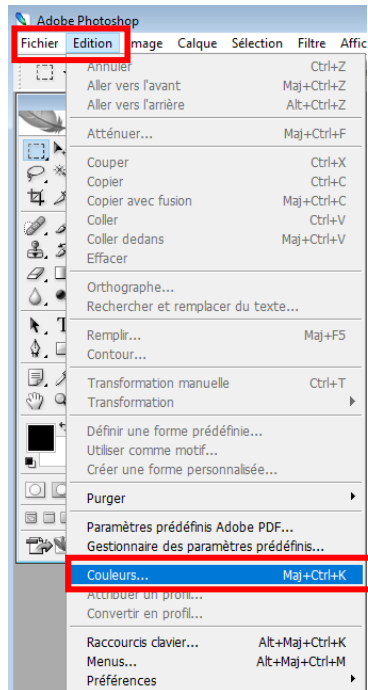 Adobe Photoshop
Fichier Edition Image Calque Sélection Filtre Affic
Annuler Ctrl+Z
Aller vers l'avant Maj+Ctrl+Z
Aller vers l'arrière Alt+Ctrl+Z
Atténuer... Maj+Ctrl+F
Couper Ctrl+X
Copier Ctrl+C
Copier avec fusion Maj+Ctrl+C
Coller Ctrl+V
Coller dedans Maj+Ctrl+V
Effacer
Orthographe...
Rechercher et remplacer du texte...
Remplir... Maj+F5
Contour...
Transformation manuelle Ctrl+T
Transformation
Définir une forme prédéfinie...
Utiliser comme motif...
Créer une forme personnalisée...
Purger
Paramètres prédéfinis Adobe PDF...
Gestionnaire des paramètres prédéfinis...
Couleurs... Maj+Ctrl+K
Attribuer un profil...
Convertir en profil...
Raccourcis clavier... Alt+Maj+Ctrl+K
Menus... Alt+Maj+Ctrl+M
Préférences